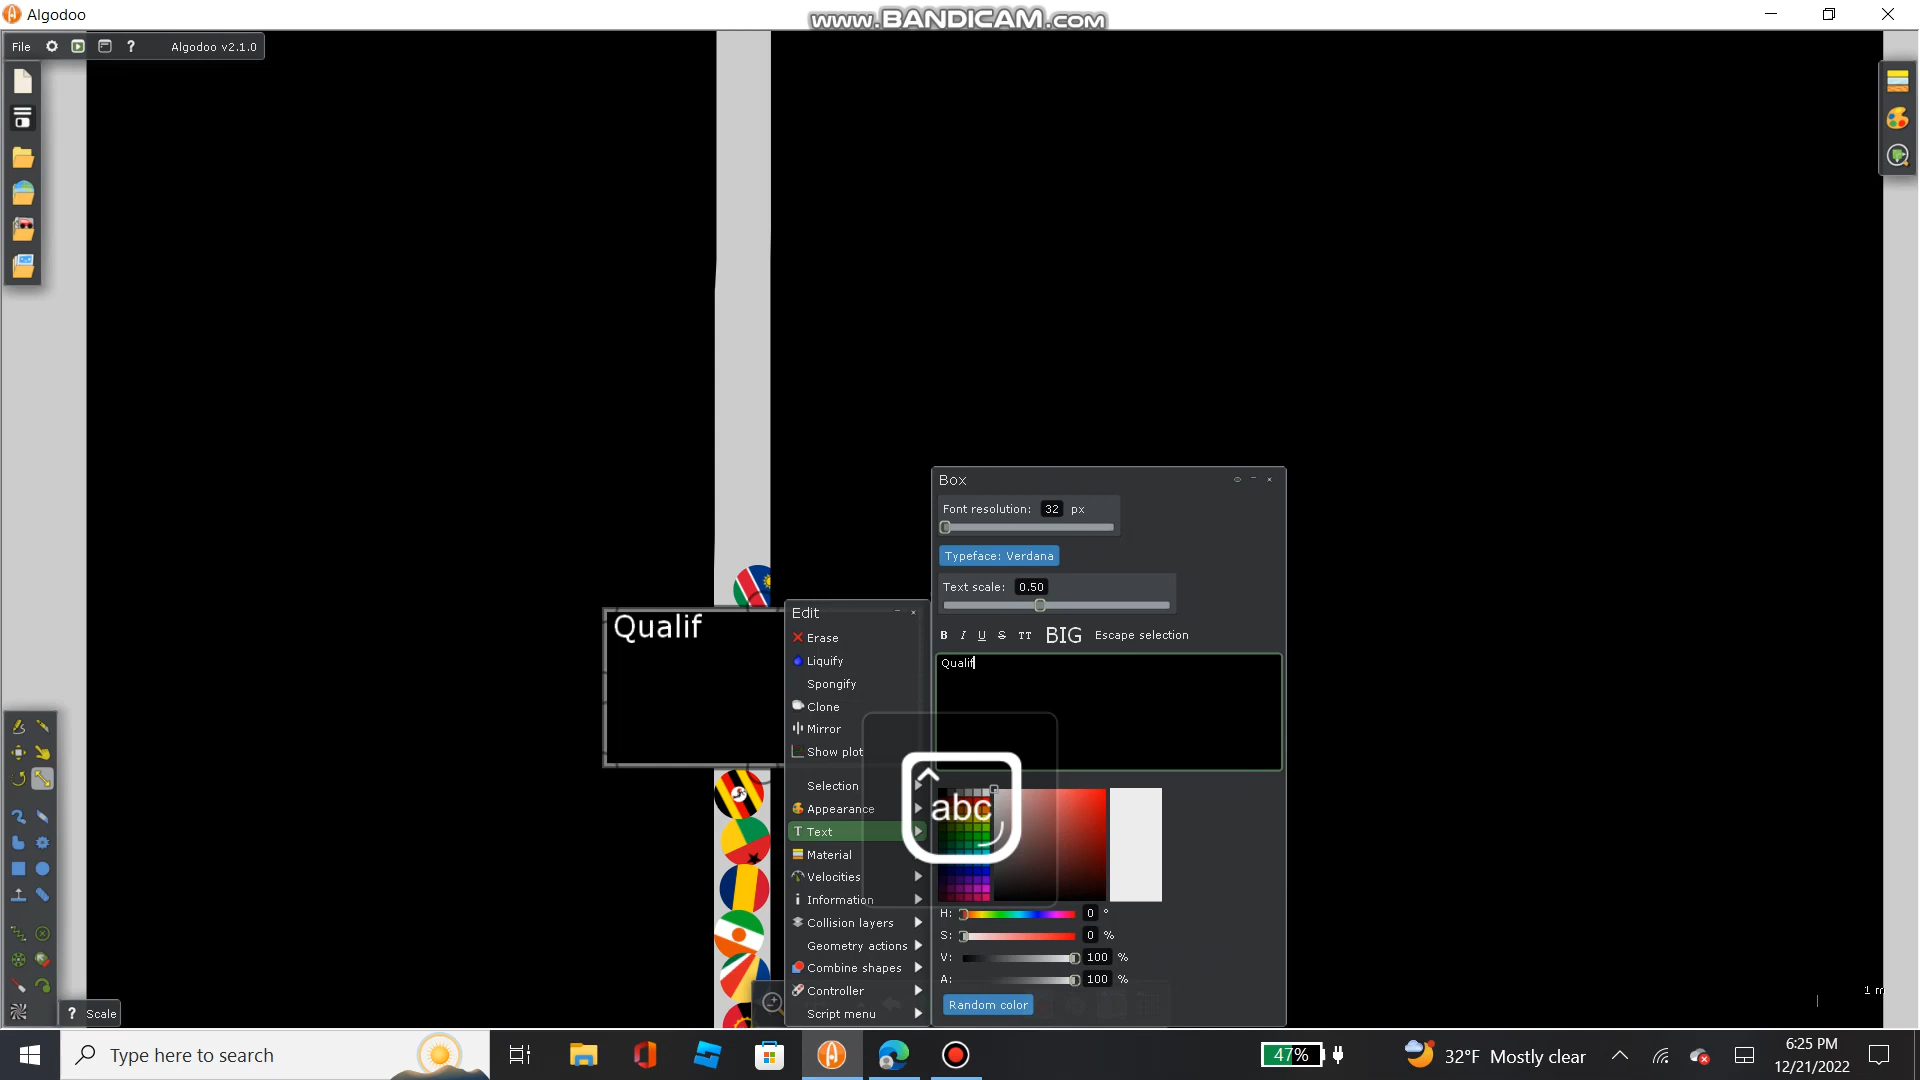 Algodoo
www.BANDICAM.com
File
?
Algodoo v2.1.0
Box
Font resolution: 32 px
Typeface: Verdana
Text scale: 0.50
B I U S TT BIG Escape selection
Qualif
Qualif
Edit
Erase
Liquify
Spongify
Clone
Mirror
Show plot
Selection
Appearance
Text
Material
Velocities
Information
Collision layers
Geometry actions
Combine shapes
Controller
Script menu
abc
H: 0 °
S: 0 %
V: 100 %
A: 100 %
Random color
? Scale
Type here to search
47%
32°F Mostly clear
6:25 PM
12/21/2022